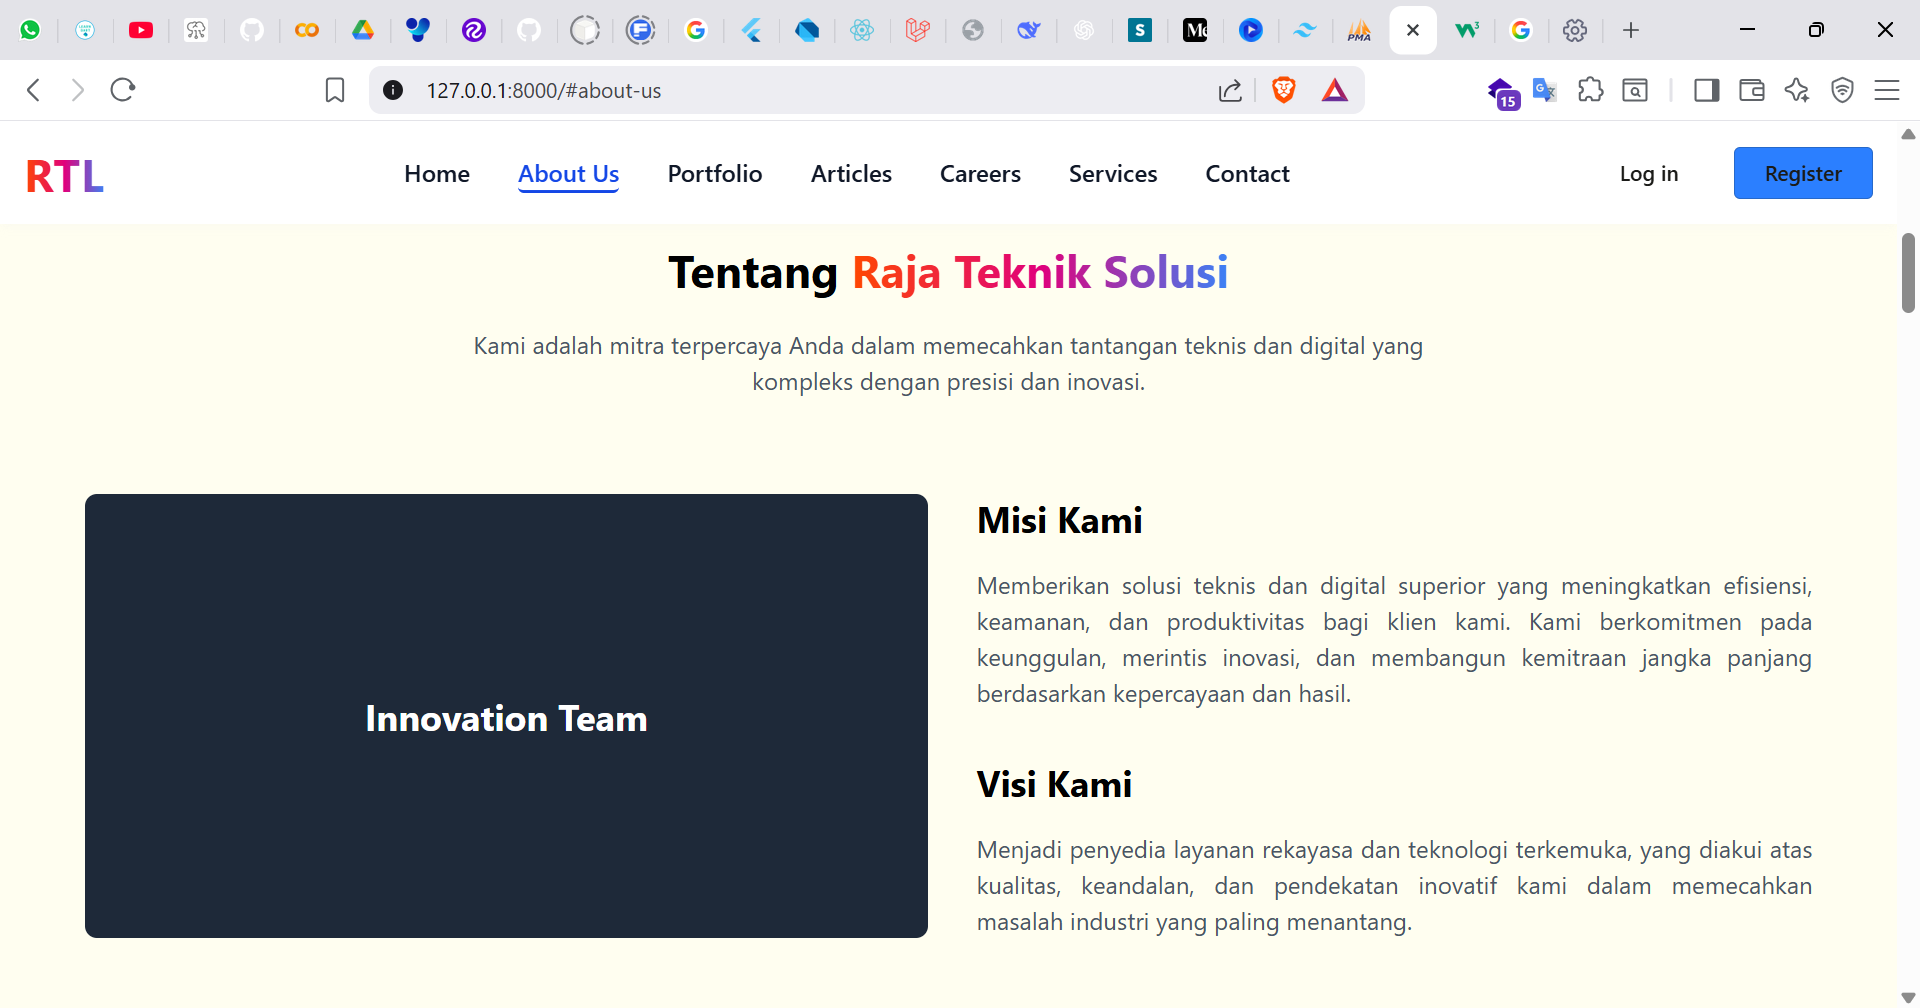 S
Me
PMA
127.0.0.1:8000/#about-us
15
RTL
Home
About Us
Portfolio
Articles
Careers
Services
Contact
Log in
Register
Tentang Raja Teknik Solusi
Kami adalah mitra terpercaya Anda dalam memecahkan tantangan teknis dan digital yang
kompleks dengan presisi dan inovasi.
Innovation Team
Misi Kami
Memberikan solusi teknis dan digital superior yang meningkatkan efisiensi,
keamanan, dan produktivitas bagi klien kami. Kami berkomitmen pada
keunggulan, merintis inovasi, dan membangun kemitraan jangka panjang
berdasarkan kepercayaan dan hasil.
Visi Kami
Menjadi penyedia layanan rekayasa dan teknologi terkemuka, yang diakui atas
kualitas, keandalan, dan pendekatan inovatif kami dalam memecahkan
masalah industri yang paling menantang.